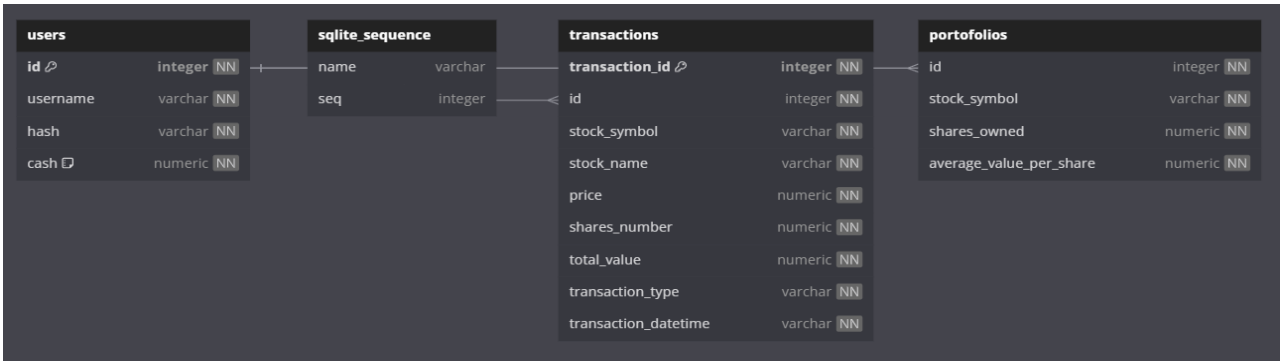 users
id integer NN
username varchar NN
hash varchar NN
cash numeric NN
sqlite_sequence
name varchar
seq integer
transactions
transaction_id integer NN
id integer NN
stock_symbol varchar NN
stock_name varchar NN
price numeric NN
shares_number numeric NN
total_value numeric NN
transaction_type varchar NN
transaction_datetime varchar NN
portofolios
id integer NN
stock_symbol varchar NN
shares_owned numeric NN
average_value_per_share numeric NN